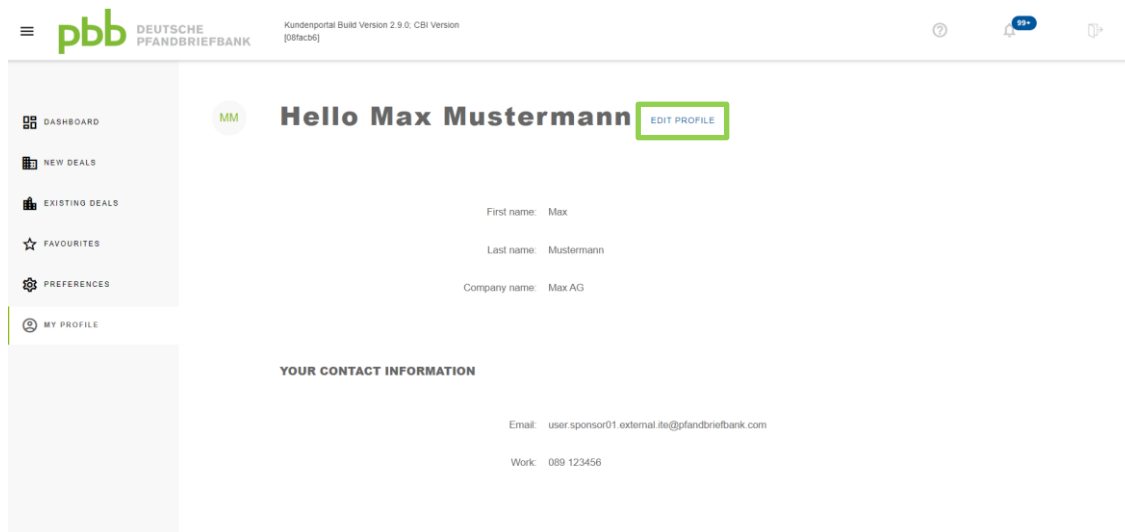 pbb DEUTSCHE
PFANDBRIEFBANK
Kundenportal Build Version 2.9.0; CBI Version
[08facb6]
99+
DASHBOARD
NEW DEALS
EXISTING DEALS
FAVOURITES
PREFERENCES
MY PROFILE
MM
Hello Max Mustermann EDIT PROFILE
First name: Max
Last name: Mustermann
Company name: Max AG
YOUR CONTACT INFORMATION
Email: user.sponsor01.external.ite@pfandbriefbank.com
Work: 089 123456